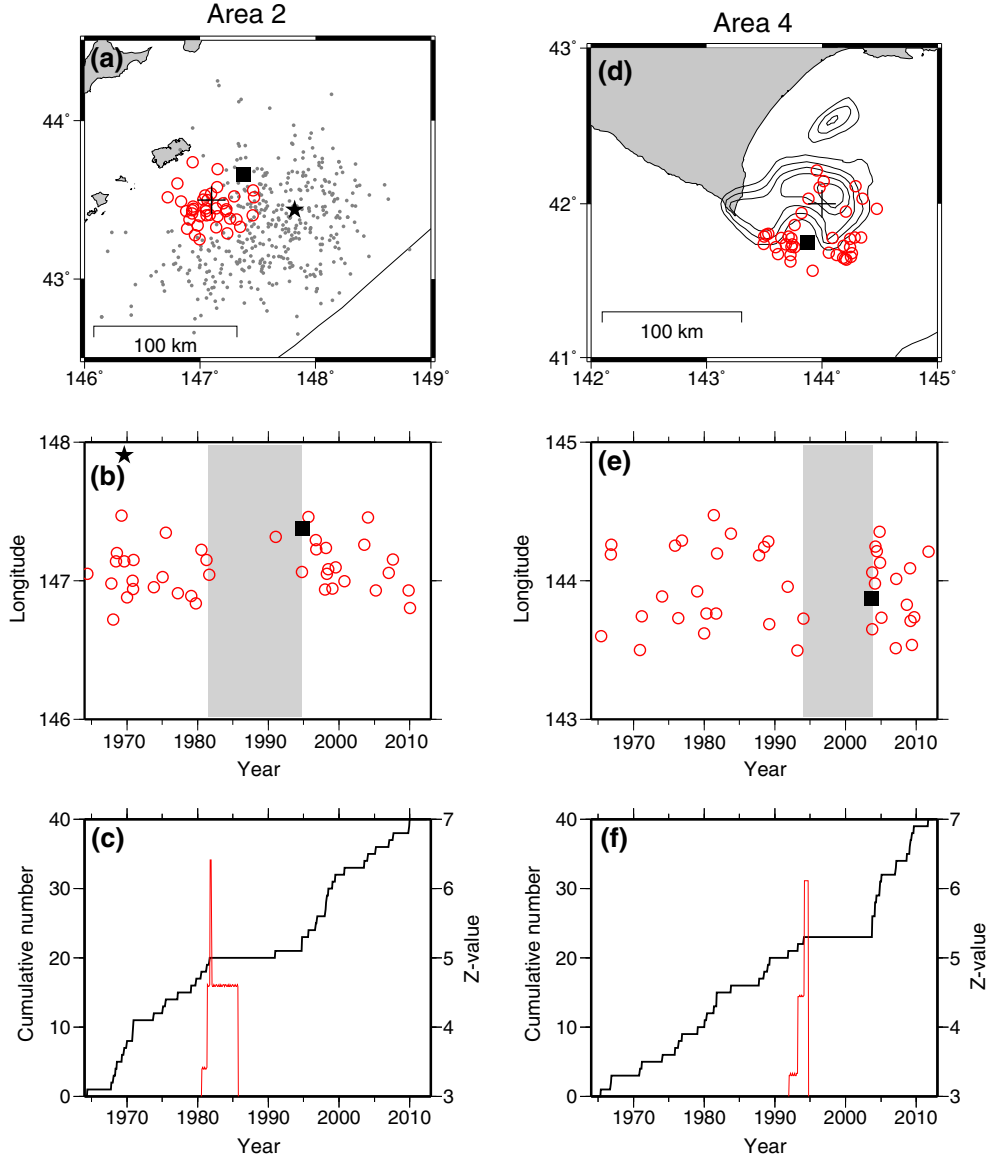 Area 2
Area 4
(a)
44°
43°
100 km
146° 147° 148° 149°
(d)
43°
42°
41°
100 km
142° 143° 144° 145°
(b)
Longitude
148
147
146
1970 1980 1990 2000 2010
Year
(e)
Longitude
145
144
143
1970 1980 1990 2000 2010
Year
(c)
Cumulative number
40
30
20
10
0
7
6
5
4
3
Z-value
1970 1980 1990 2000 2010
Year
(f)
Cumulative number
40
30
20
10
0
7
6
5
4
3
Z-value
1970 1980 1990 2000 2010
Year